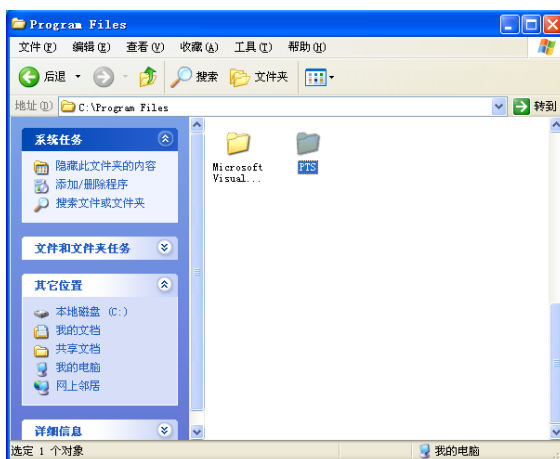 Program Files
文件(F) 编辑(E) 查看(V) 收藏(A) 工具(T) 帮助(H)
后退 搜索 文件夹
地址(D) C:\Program Files 转到
系统任务
隐藏此文件夹的内容
添加/删除程序
搜索文件或文件夹
文件和文件夹任务
其它位置
本地磁盘 (C:)
我的文档
共享文档
我的电脑
网上邻居
详细信息
Microsoft
Visual...
PTS
选定 1 个对象 我的电脑